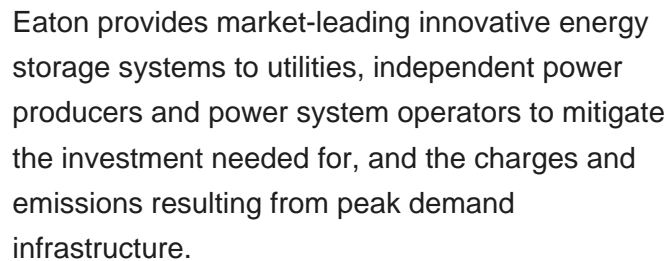 Eaton provides market-leading innovative energy
storage systems to utilities, independent power
producers and power system operators to mitigate
the investment needed for, and the charges and
emissions resulting from peak demand
infrastructure.